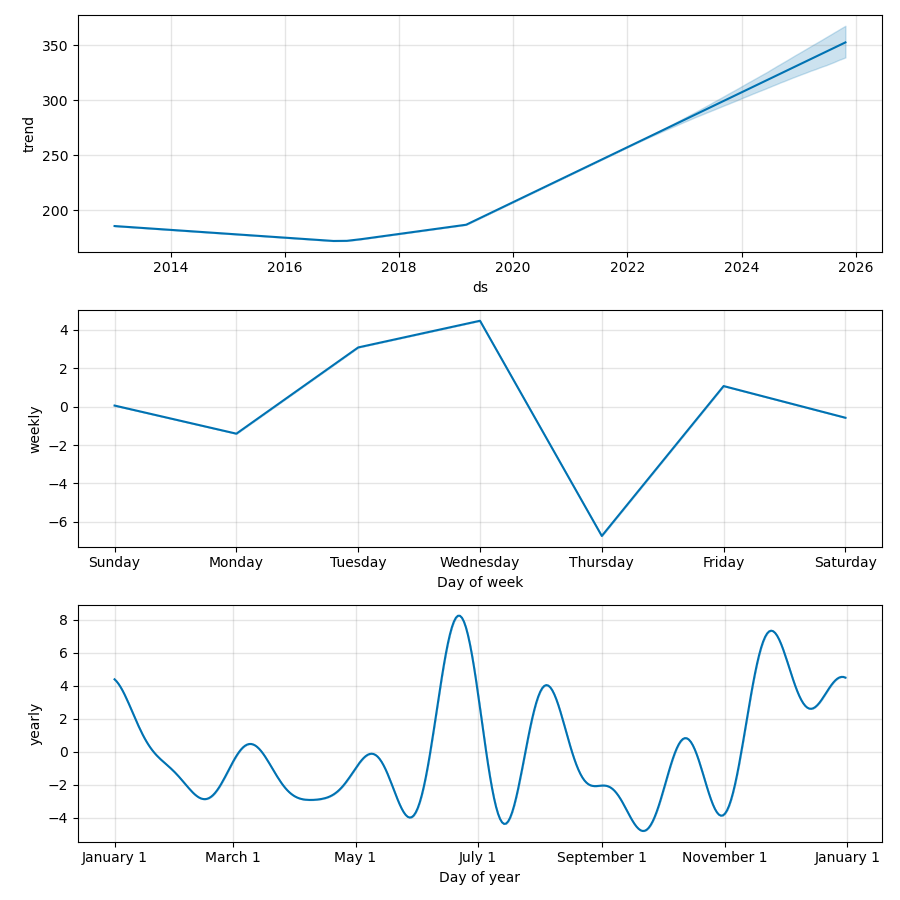 350
300
250
200
trend
2014 2016 2018 2020 2022 2024 2026
ds
4
2
0
−2
−4
−6
weekly
Sunday Monday Tuesday Wednesday Thursday Friday Saturday
Day of week
8
6
4
2
0
−2
−4
yearly
January 1 March 1 May 1 July 1 September 1 November 1 January 1
Day of year